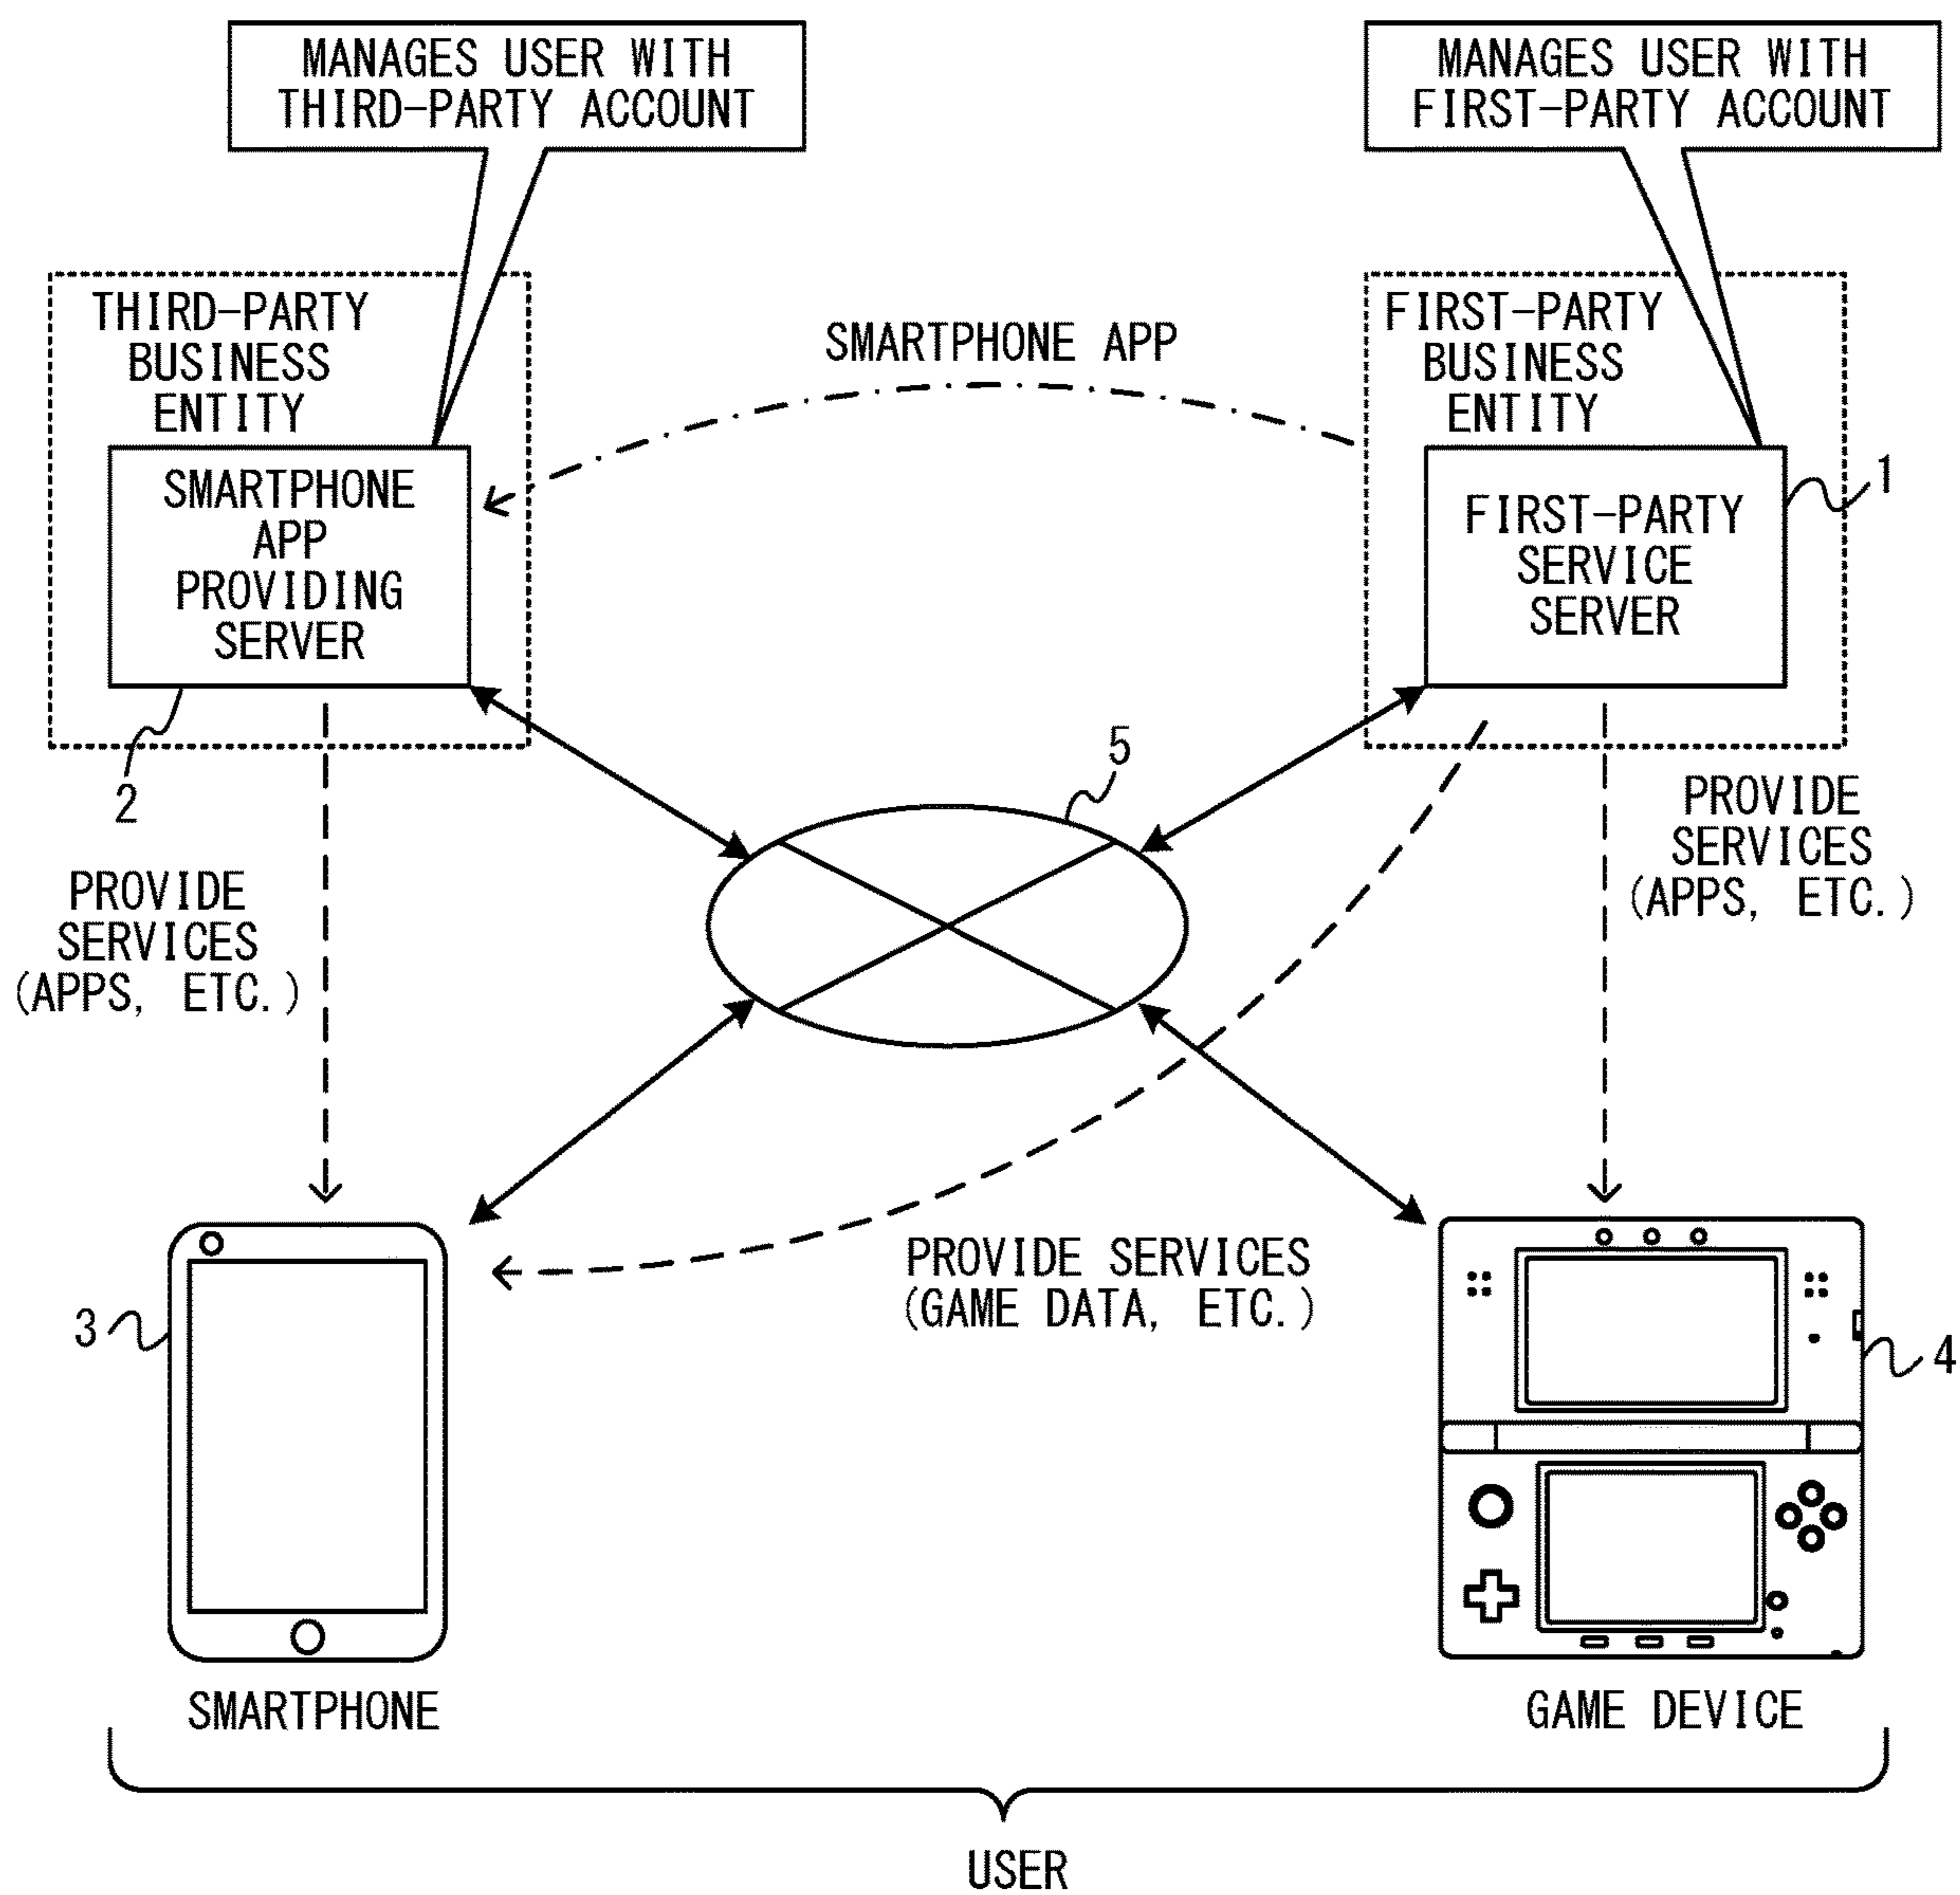 MANAGES USER WITH
THIRD-PARTY ACCOUNT
MANAGES USER WITH
FIRST-PARTY ACCOUNT
THIRD-PARTY
BUSINESS
ENTITY
SMARTPHONE APP
FIRST-PARTY
BUSINESS
ENTITY
SMARTPHONE
APP
PROVIDING
SERVER
FIRST-PARTY
SERVICE
SERVER
1
2
5
PROVIDE
SERVICES
(APPS, ETC.)
PROVIDE
SERVICES
(APPS, ETC.)
PROVIDE SERVICES
(GAME DATA, ETC.)
3
4
SMARTPHONE
GAME DEVICE
USER